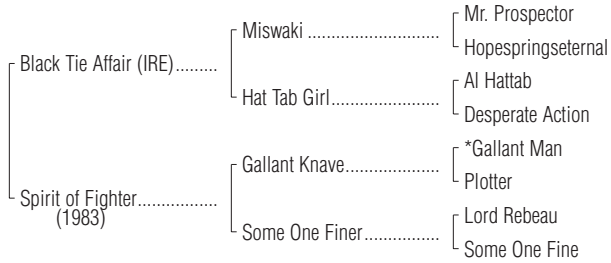 Mr. Prospector
Miswaki
Hopespringseternal
Black Tie Affair (IRE)
Al Hattab
Hat Tab Girl
Desperate Action
*Gallant Man
Gallant Knave
Plotter
Spirit of Fighter
(1983)
Lord Rebeau
Some One Finer
Some One Fine